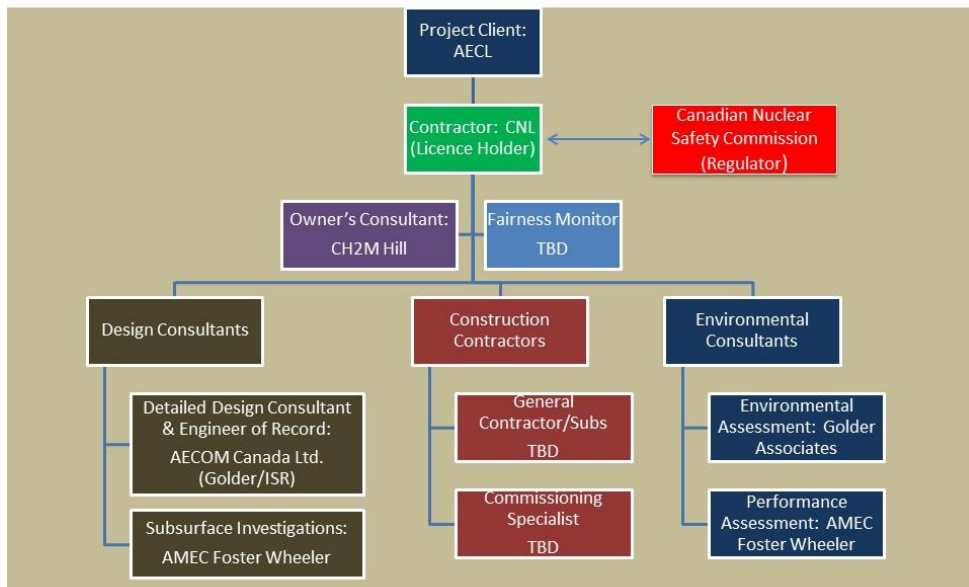 Project Client:
AECL
Contractor: CNL
(Licence Holder)
Canadian Nuclear
Safety Commission
(Regulator)
Owner's Consultant:
CH2M Hill
Fairness Monitor
TBD
Design Consultants
Construction
Contractors
Environmental
Consultants
Detailed Design Consultant
& Engineer of Record:
AECOM Canada Ltd.
(Golder/ISR)
General
Contractor/Subs
TBD
Environmental
Assessment: Golder
Associates
Subsurface Investigations:
AMEC Foster Wheeler
Commissioning
Specialist
TBD
Performance
Assessment: AMEC
Foster Wheeler